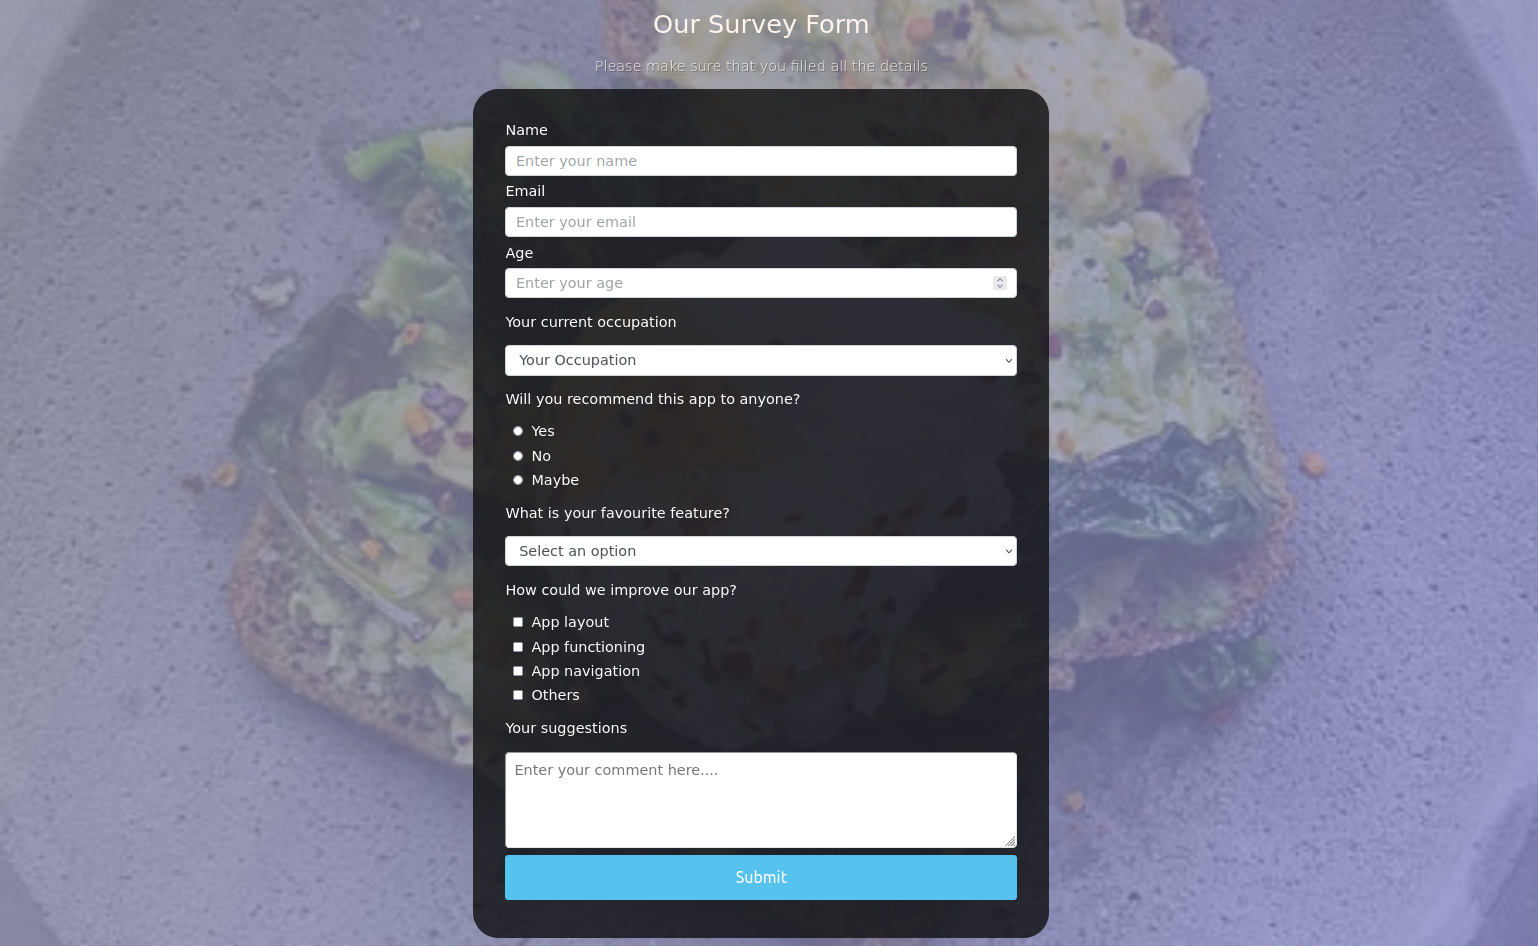 Our Survey Form
Please make sure that you filled all the details
Name
Enter your name
Email
Enter your email
Age
Enter your age
Your current occupation
Your Occupation
Will you recommend this app to anyone?
Yes
No
Maybe
What is your favourite feature?
Select an option
How could we improve our app?
App layout
App functioning
App navigation
Others
Your suggestions
Enter your comment here....
Submit